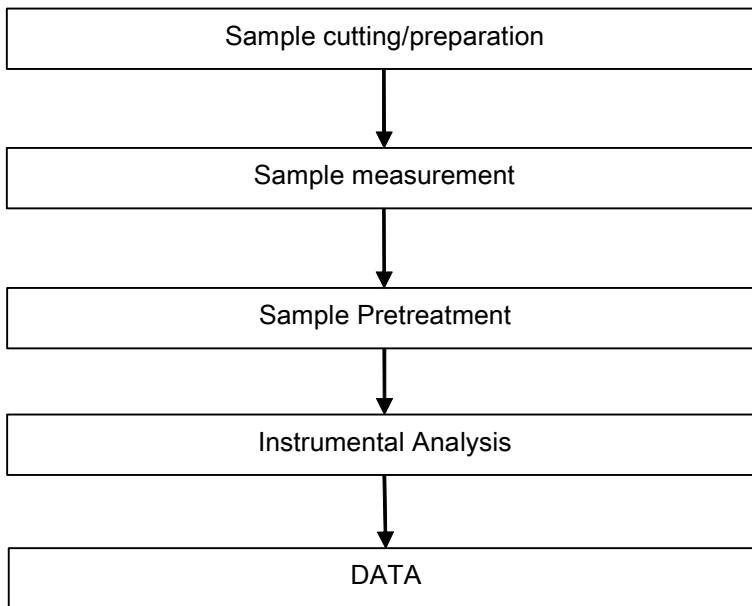 Sample cutting/preparation
Sample measurement
Sample Pretreatment
Instrumental Analysis
DATA